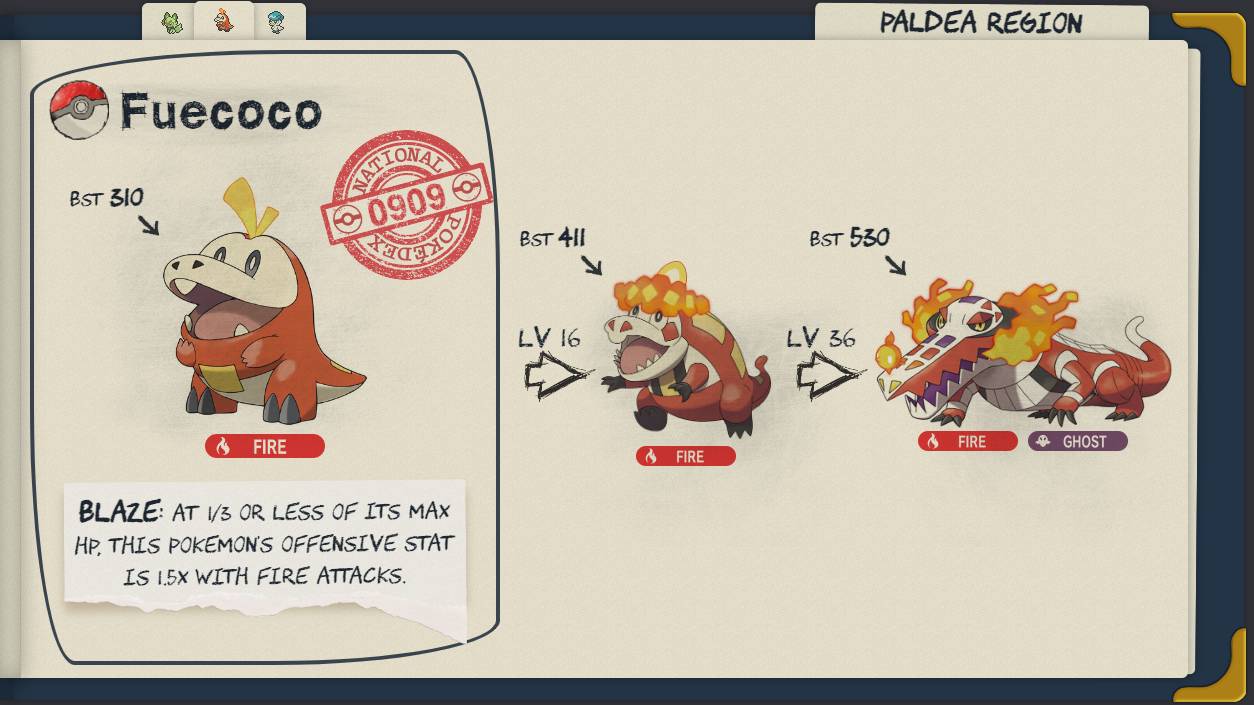 PALDEA REGION
Fuecoco
NATIONAL
0909
POKÉDEX
BST 310
FIRE
BLAZE: AT 1/3 OR LESS OF ITS MAX
HP, THIS POKEMON'S OFFENSIVE STAT
IS 1.5X WITH FIRE ATTACKS.
BST 411
LV 16
FIRE
BST 530
LV 36
FIRE
GHOST